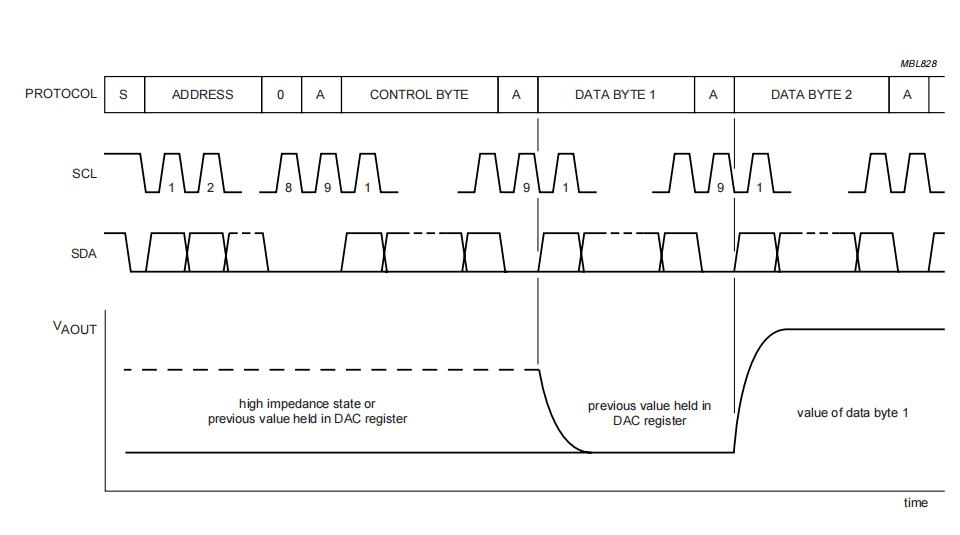 MBL828
PROTOCOL S ADDRESS 0 A CONTROL BYTE A DATA BYTE 1 A DATA BYTE 2 A
SCL 1 2 8 9 1 9 1 9 1
SDA
VAOUT
high impedance state or
previous value held in DAC register
previous value held in
DAC register
value of data byte 1
time